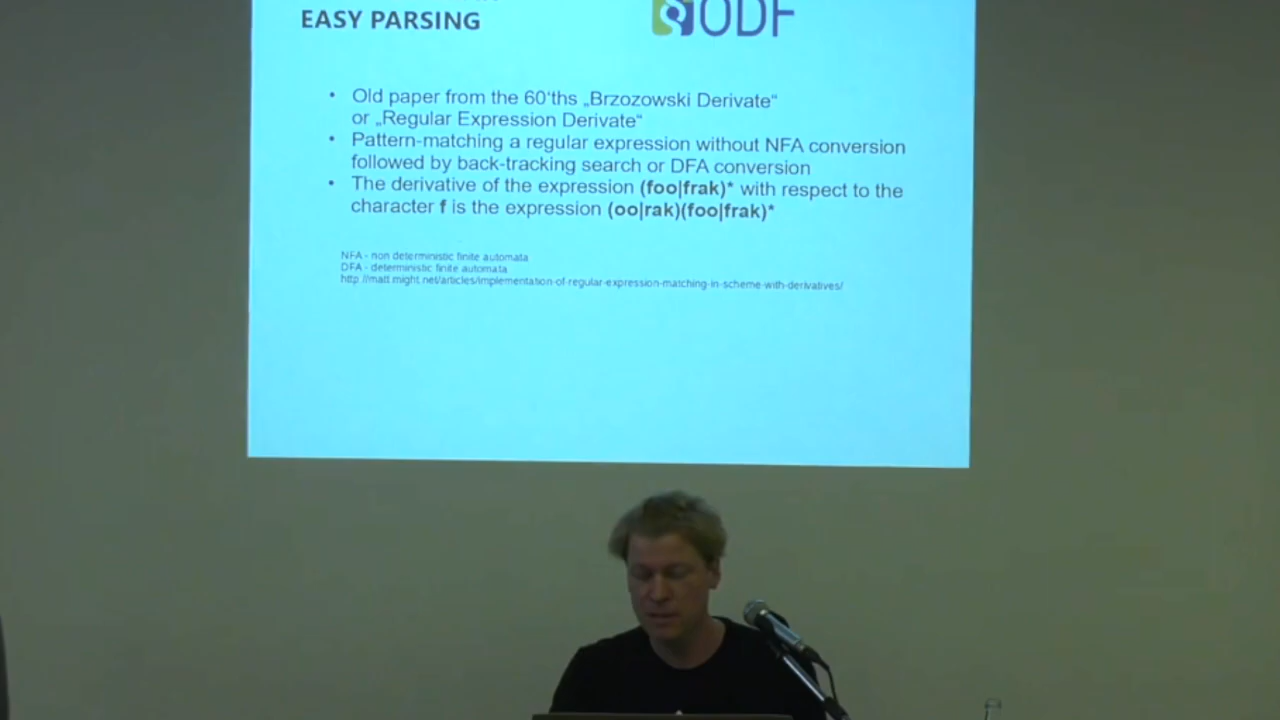 EASY PARSING
ODF
• Old paper from the 60'ths „Brzozowski Derivate“
or „Regular Expression Derivate“
• Pattern-matching a regular expression without NFA conversion
followed by back-tracking search or DFA conversion
• The derivative of the expression (foo|frak)* with respect to the
character f is the expression (oo|rak)(foo|frak)*
NFA - non deterministic finite automata
DFA - deterministic finite automata
http://matt.might.net/articles/implementation-of-regular-expression-matching-in-scheme-with-derivatives/